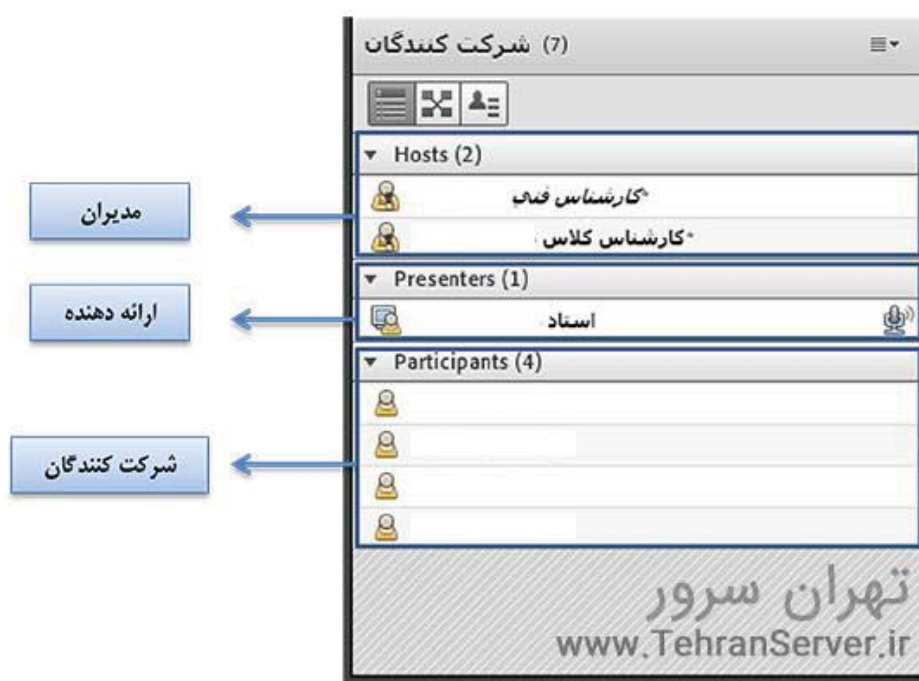 شرکت کنندگان (7)
Hosts (2)
کارشناس فنی
کارشناس کلاس
مدیران
Presenters (1)
استاد
ارائه دهنده
Participants (4)
شرکت کنندگان
تهران سرور
www.TehranServer.ir